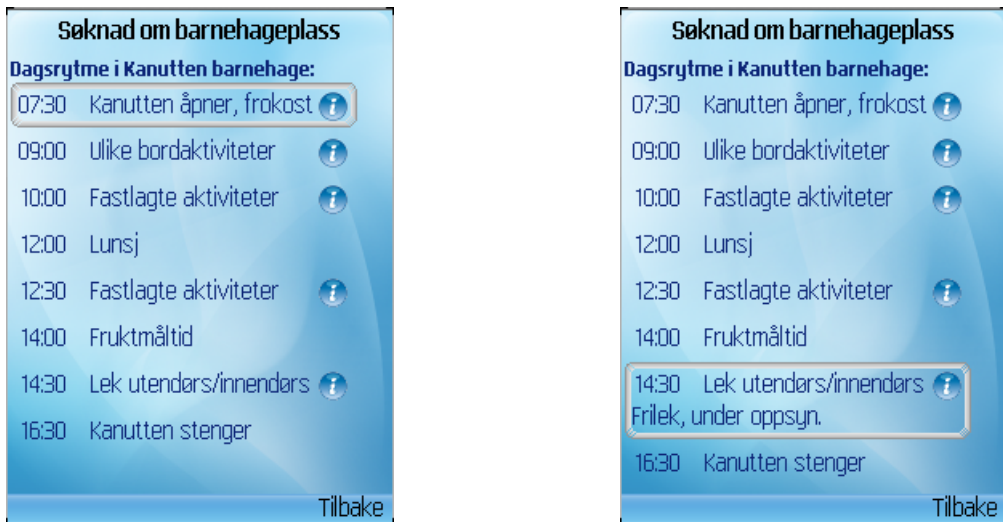 Søknad om barnehageplass
Dagsrytme i Kanutten barnehage:
07:30 Kanutten åpner, frokost
09:00 Ulike bordaktiviteter
10:00 Fastlagte aktiviteter
12:00 Lunsj
12:30 Fastlagte aktiviteter
14:00 Fruktmåltid
14:30 Lek utendørs/innendørs
16:30 Kanutten stenger
Tilbake
Søknad om barnehageplass
Dagsrytme i Kanutten barnehage:
07:30 Kanutten åpner, frokost
09:00 Ulike bordaktiviteter
10:00 Fastlagte aktiviteter
12:00 Lunsj
12:30 Fastlagte aktiviteter
14:00 Fruktmåltid
14:30 Lek utendørs/innendørs
Frilek, under oppsyn.
16:30 Kanutten stenger
Tilbake